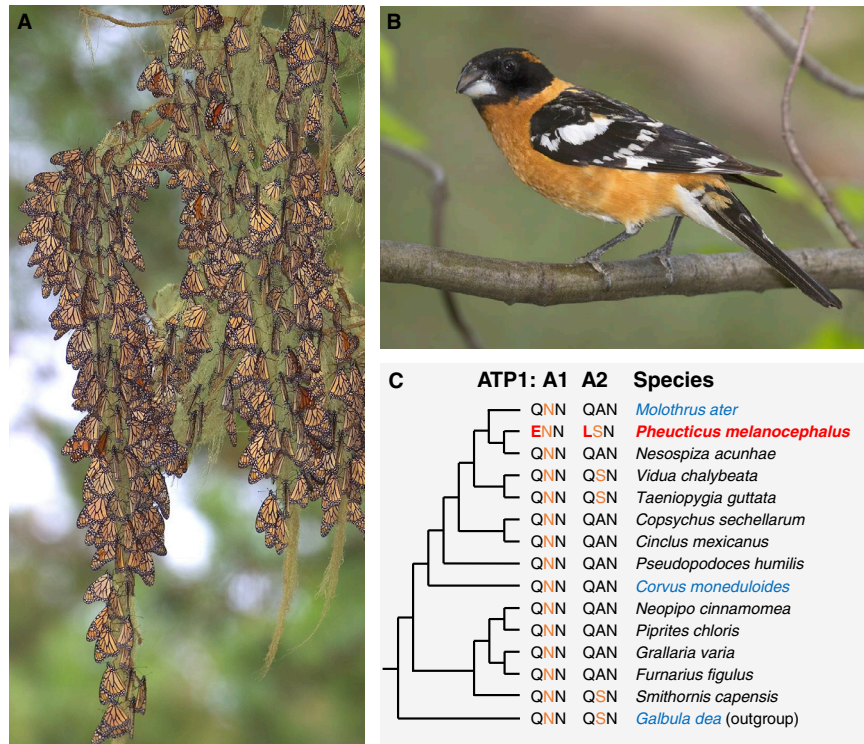 A
B
C
ATP1: A1 A2 Species
QNN QAN Molothrus ater
ENN LSN Pheucticus melanocephalus
QNN QAN Nesospiza acunhae
QNN QSN Vidua chalybeata
QNN QSN Taeniopygia guttata
QNN QAN Copsychus sechellarum
QNN QAN Cinclus mexicanus
QNN QAN Pseudopodoces humilis
QNN QAN Corvus moneduloides
QNN QAN Neopipo cinnamomea
QNN QAN Piprites chloris
QNN QAN Grallaria varia
QNN QAN Furnarius figulus
QNN QSN Smithornis capensis
QNN QSN Galbula dea (outgroup)